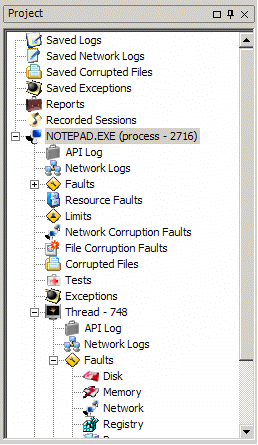 Project
Saved Logs
Saved Network Logs
Saved Corrupted Files
Saved Exceptions
Reports
Recorded Sessions
NOTEPAD.EXE (process - 2716)
API Log
Network Logs
Faults
Resource Faults
Limits
Network Corruption Faults
File Corruption Faults
Corrupted Files
Tests
Exceptions
Thread - 748
API Log
Network Logs
Faults
Disk
Memory
Network
Registry